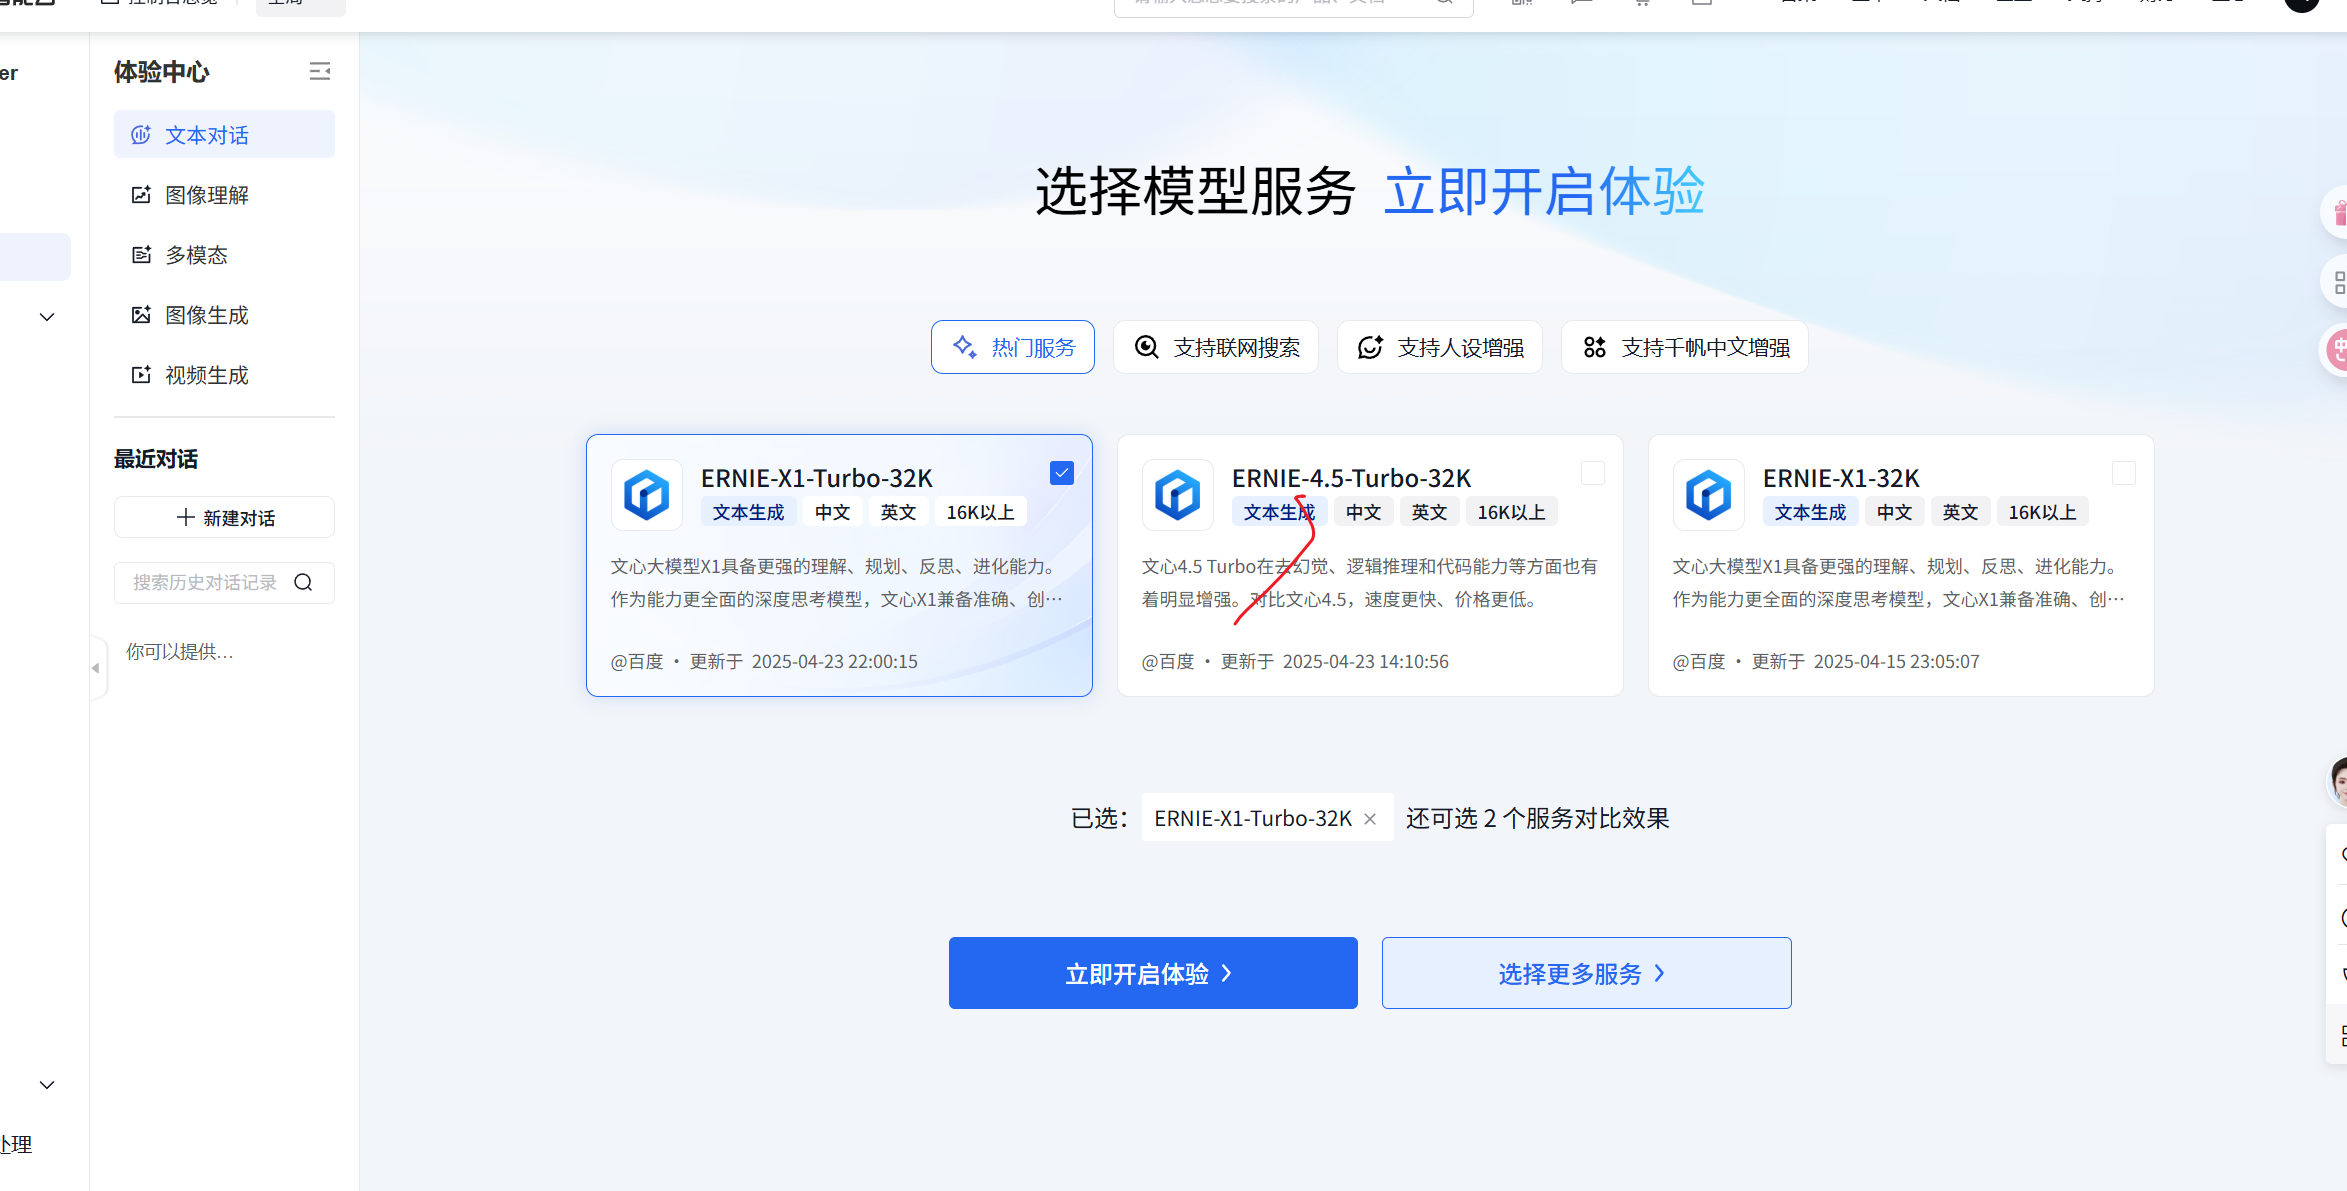 er
体验中心
文本对话
图像理解
多模态
图像生成
视频生成
最近对话
新建对话
搜索历史对话记录
你可以提供...
处理
选择模型服务 立即开启体验
热门服务
支持联网搜索
支持人设增强
支持千帆中文增强
ERNIE-X1-Turbo-32K
文本生成 中文 英文 16K以上
文心大模型X1具备更强的理解、规划、反思、进化能力。
作为能力更全面的深度思考模型，文心X1兼备准确、创…
@百度 · 更新于 2025-04-23 22:00:15
ERNIE-4.5-Turbo-32K
文本生成 中文 英文 16K以上
文心4.5 Turbo在去幻觉、逻辑推理和代码能力等方面也有
着明显增强。对比文心4.5，速度更快、价格更低。
@百度 · 更新于 2025-04-23 14:10:56
ERNIE-X1-32K
文本生成 中文 英文 16K以上
文心大模型X1具备更强的理解、规划、反思、进化能力。
作为能力更全面的深度思考模型，文心X1兼备准确、创…
@百度 · 更新于 2025-04-15 23:05:07
已选： ERNIE-X1-Turbo-32K × 还可选 2 个服务对比效果
立即开启体验
选择更多服务